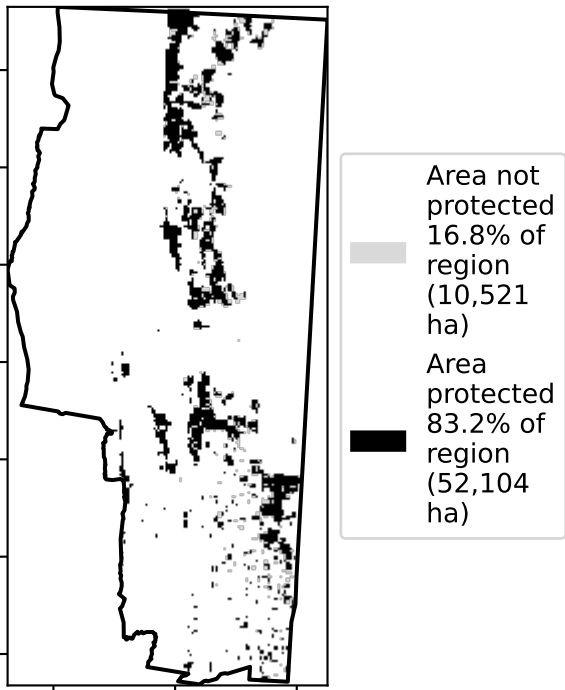 Area not
protected
16.8% of
region
(10,521
ha)
Area
protected
83.2% of
region
(52,104
ha)